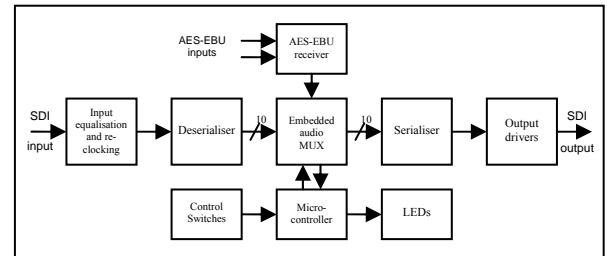 AES-EBU
inputs
AES-EBU
receiver
SDI
input
Input
equalisation
and re-
clocking
Deserialiser
10
Embedded
audio
MUX
10
Serialiser
Output
drivers
SDI
output
Control
Switches
Micro-
controller
LEDs